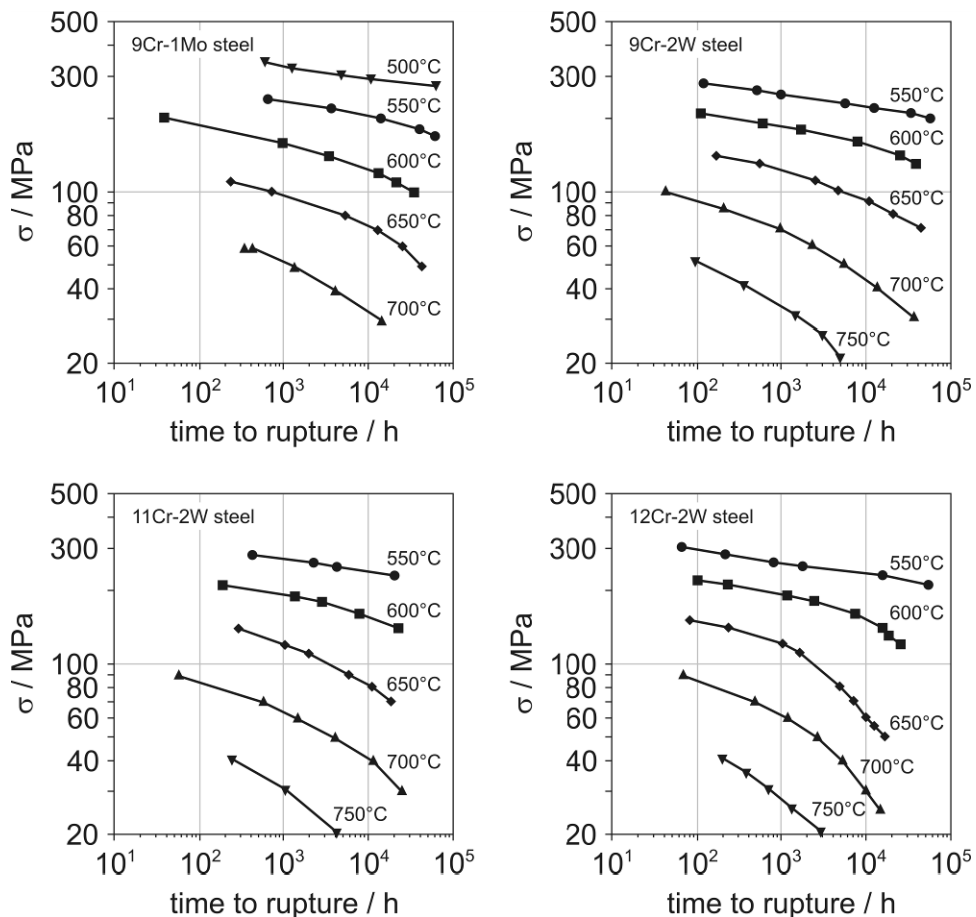 9Cr-1Mo steel
500
300
100
80
60
40
20
σ / MPa
500°C
550°C
600°C
650°C
700°C
10¹ 10² 10³ 10⁴ 10⁵
time to rupture / h
9Cr-2W steel
500
300
100
80
60
40
20
σ / MPa
550°C
600°C
650°C
700°C
750°C
10¹ 10² 10³ 10⁴ 10⁵
time to rupture / h
11Cr-2W steel
500
300
100
80
60
40
20
σ / MPa
550°C
600°C
650°C
700°C
750°C
10¹ 10² 10³ 10⁴ 10⁵
time to rupture / h
12Cr-2W steel
500
300
100
80
60
40
20
σ / MPa
550°C
600°C
650°C
700°C
750°C
10¹ 10² 10³ 10⁴ 10⁵
time to rupture / h